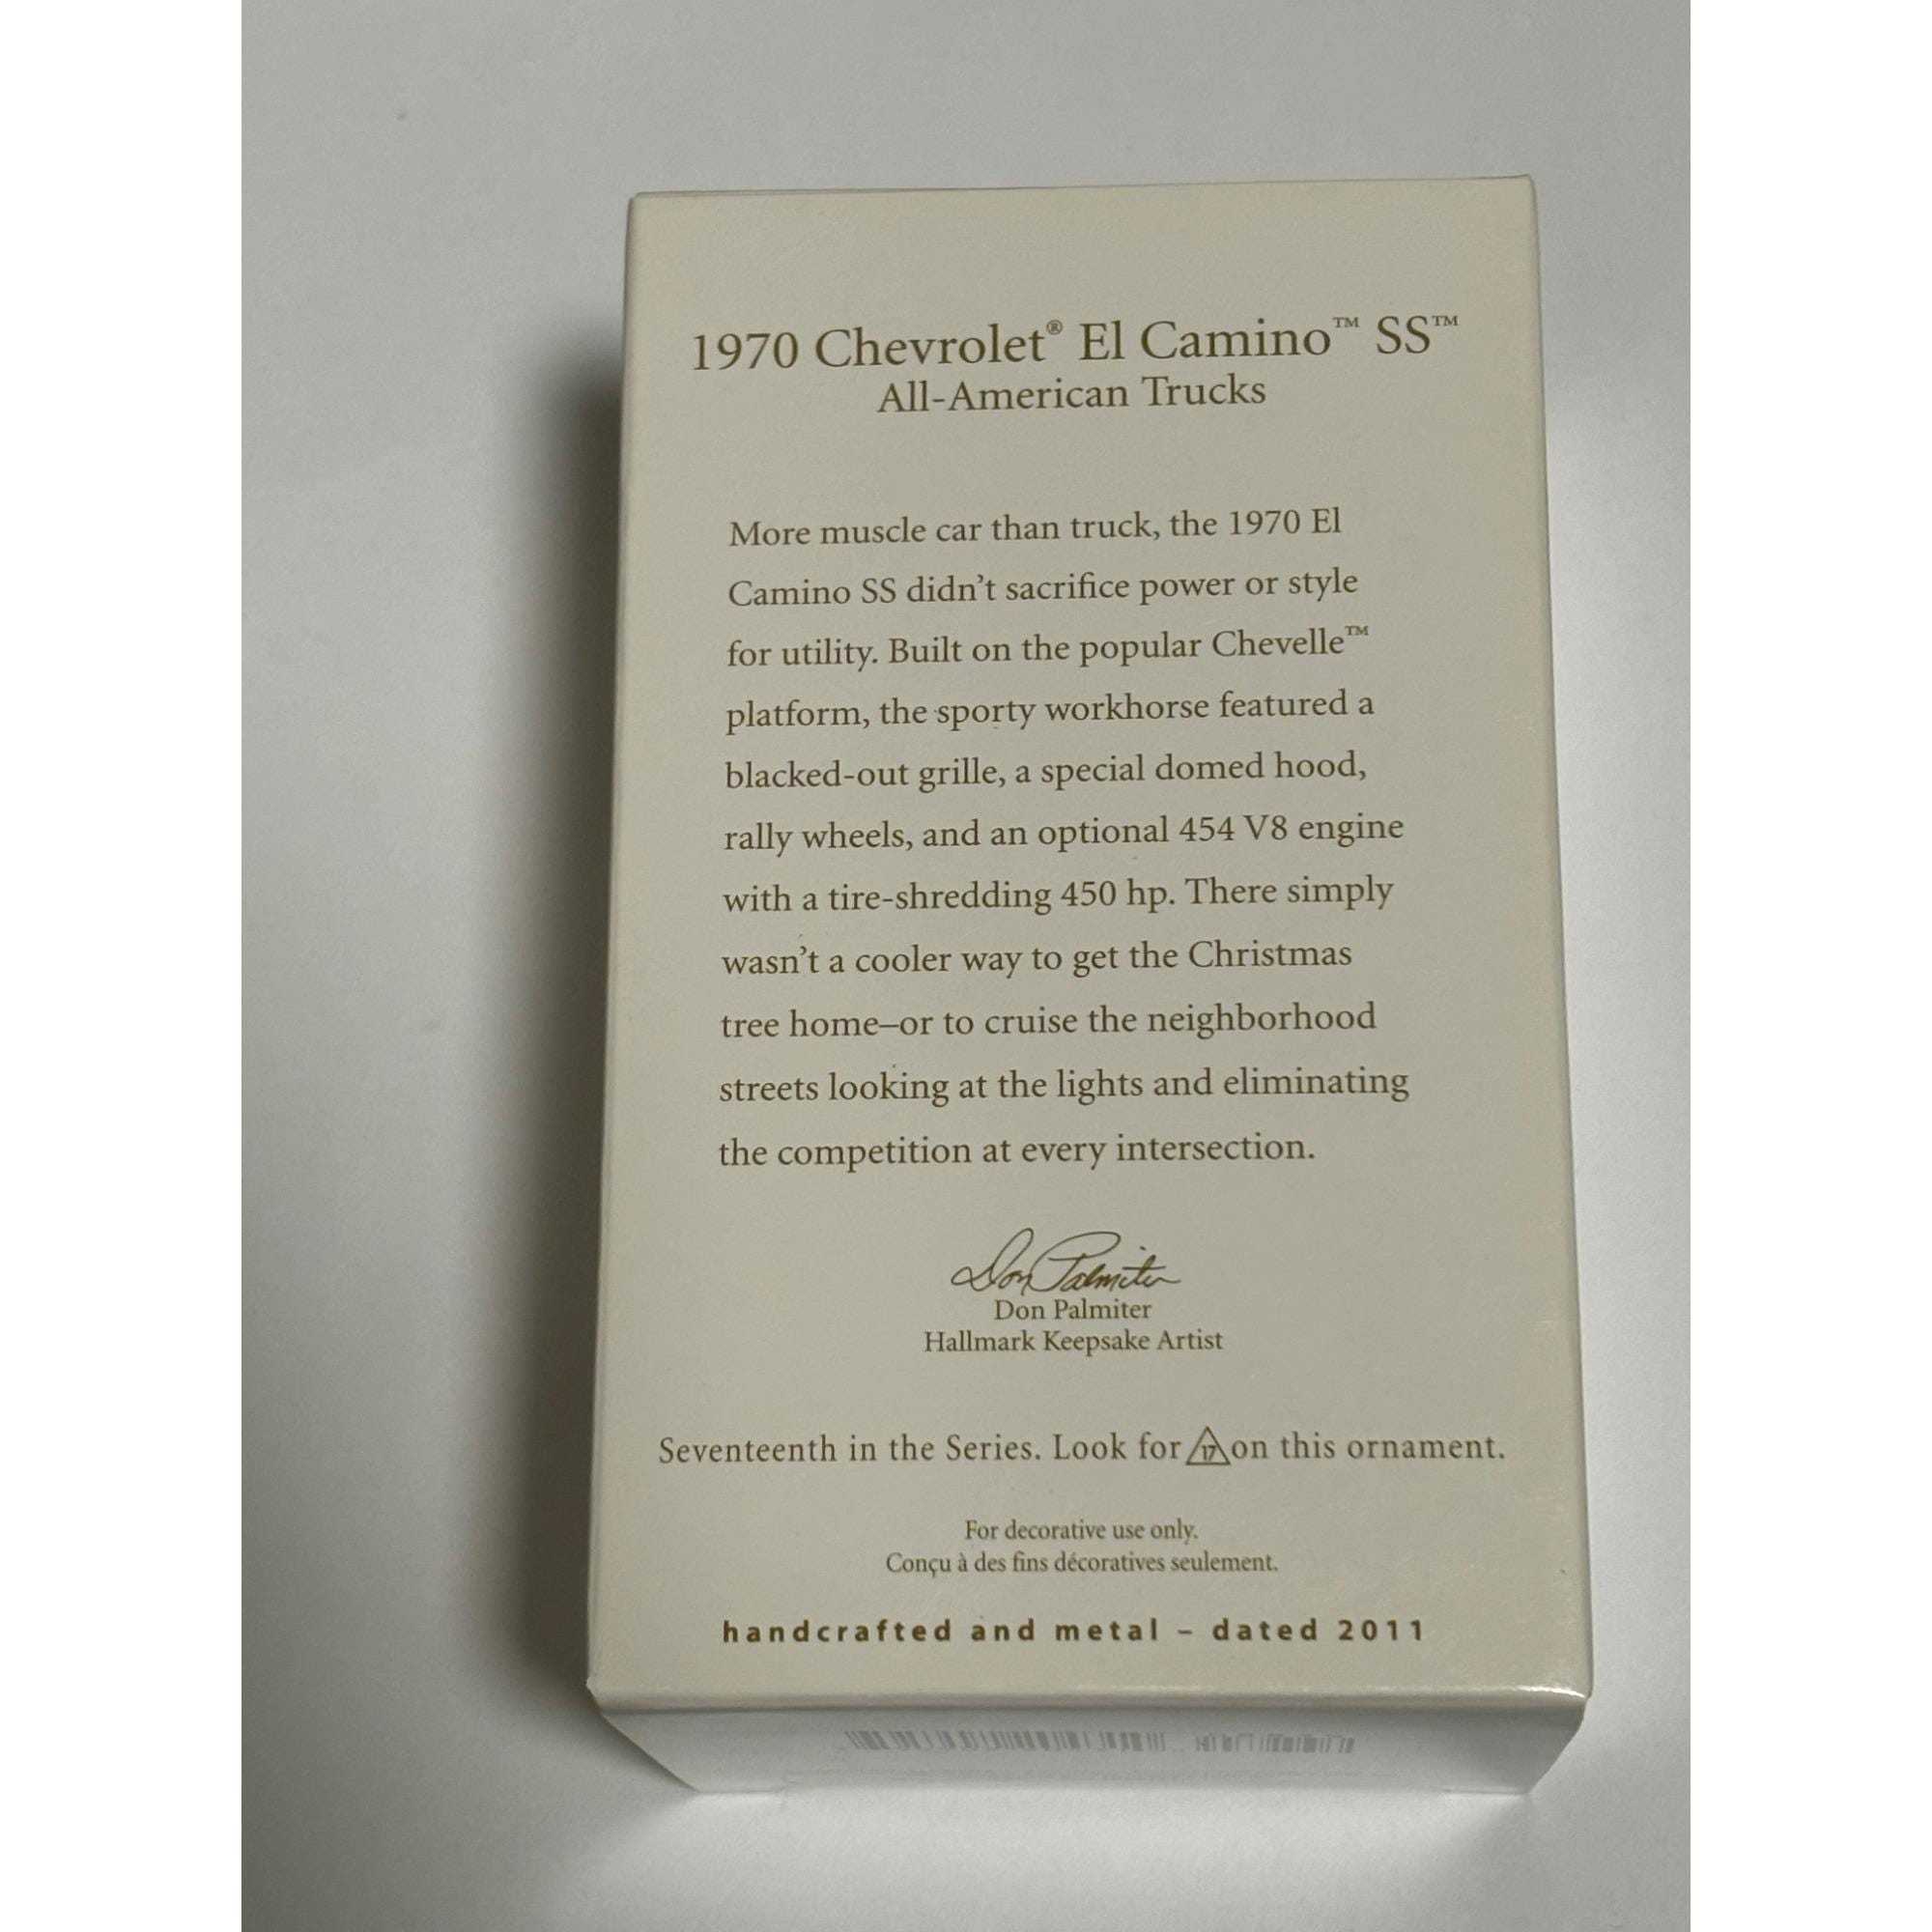 1970 Chevrolet® El Camino™ SS™
All-American Trucks
More muscle car than truck, the 1970 El
Camino SS didn't sacrifice power or style
for utility. Built on the popular Chevelle™
platform, the sporty workhorse featured a
blacked-out grille, a special domed hood,
rally wheels, and an optional 454 V8 engine
with a tire-shredding 450 hp. There simply
wasn't a cooler way to get the Christmas
tree home–or to cruise the neighborhood
streets looking at the lights and eliminating
the competition at every intersection.
Don Palmiter
Don Palmiter
Hallmark Keepsake Artist
Seventeenth in the Series. Look for 17 on this ornament.
For decorative use only.
Conçu à des fins décoratives seulement.
handcrafted and metal – dated 2011